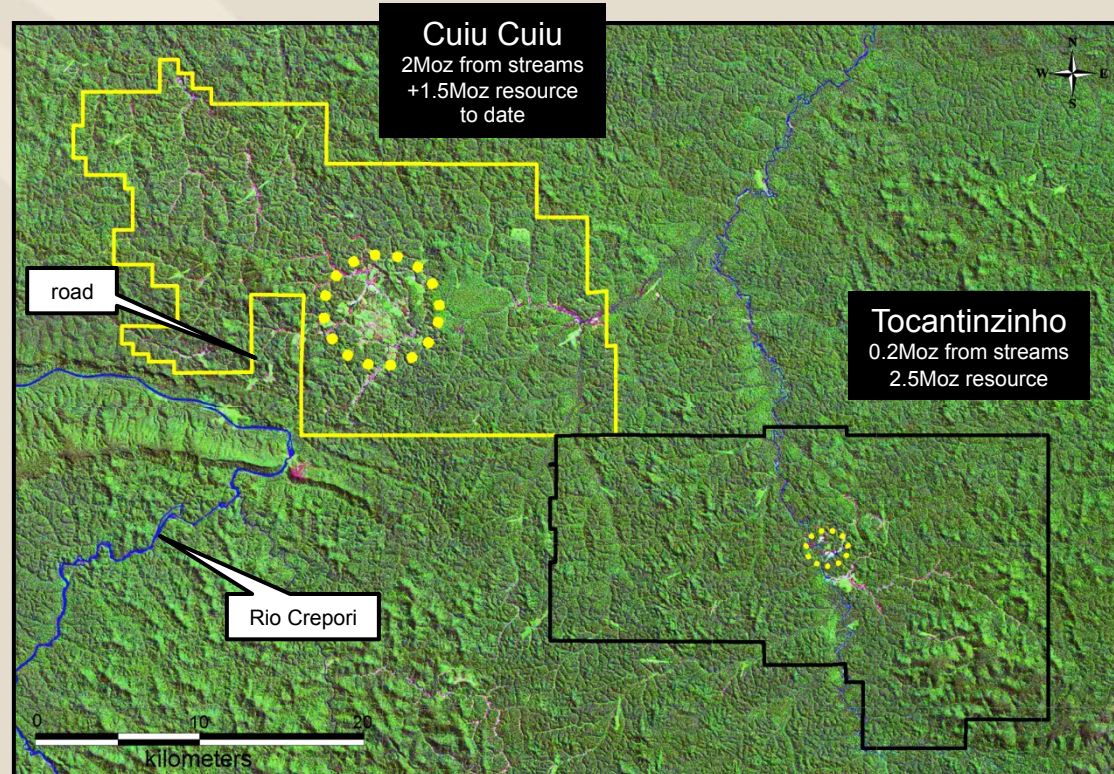 Cuiu Cuiu
2Moz from streams
+1.5Moz resource
to date
N
W E
S
road
Tocantinzinho
0.2Moz from streams
2.5Moz resource
Rio Crepori
0 10 20
kilometers